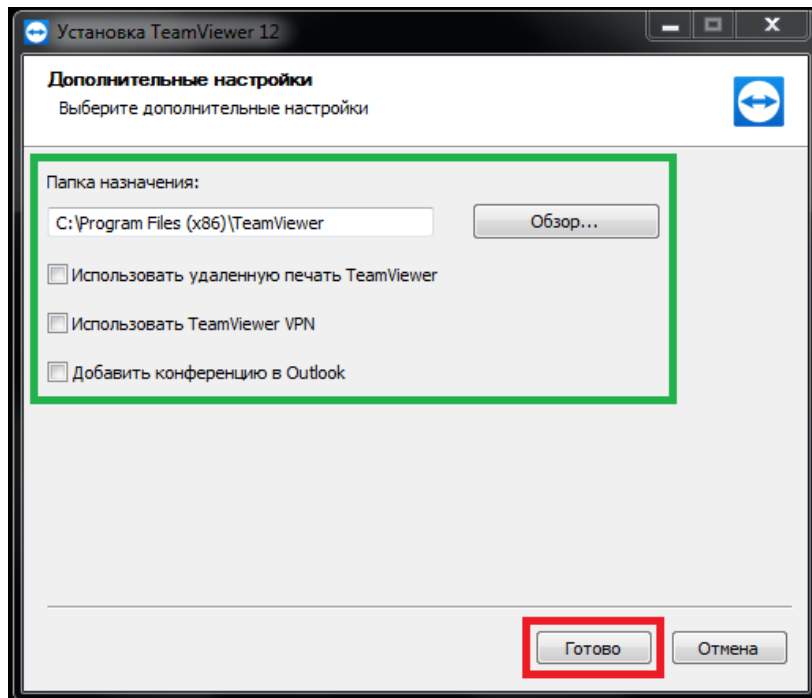 Установка TeamViewer 12
Дополнительные настройки
Выберите дополнительные настройки
Папка назначения:
C:\Program Files (x86)\TeamViewer
Обзор...
Использовать удаленную печать TeamViewer
Использовать TeamViewer VPN
Добавить конференцию в Outlook
Готово
Отмена